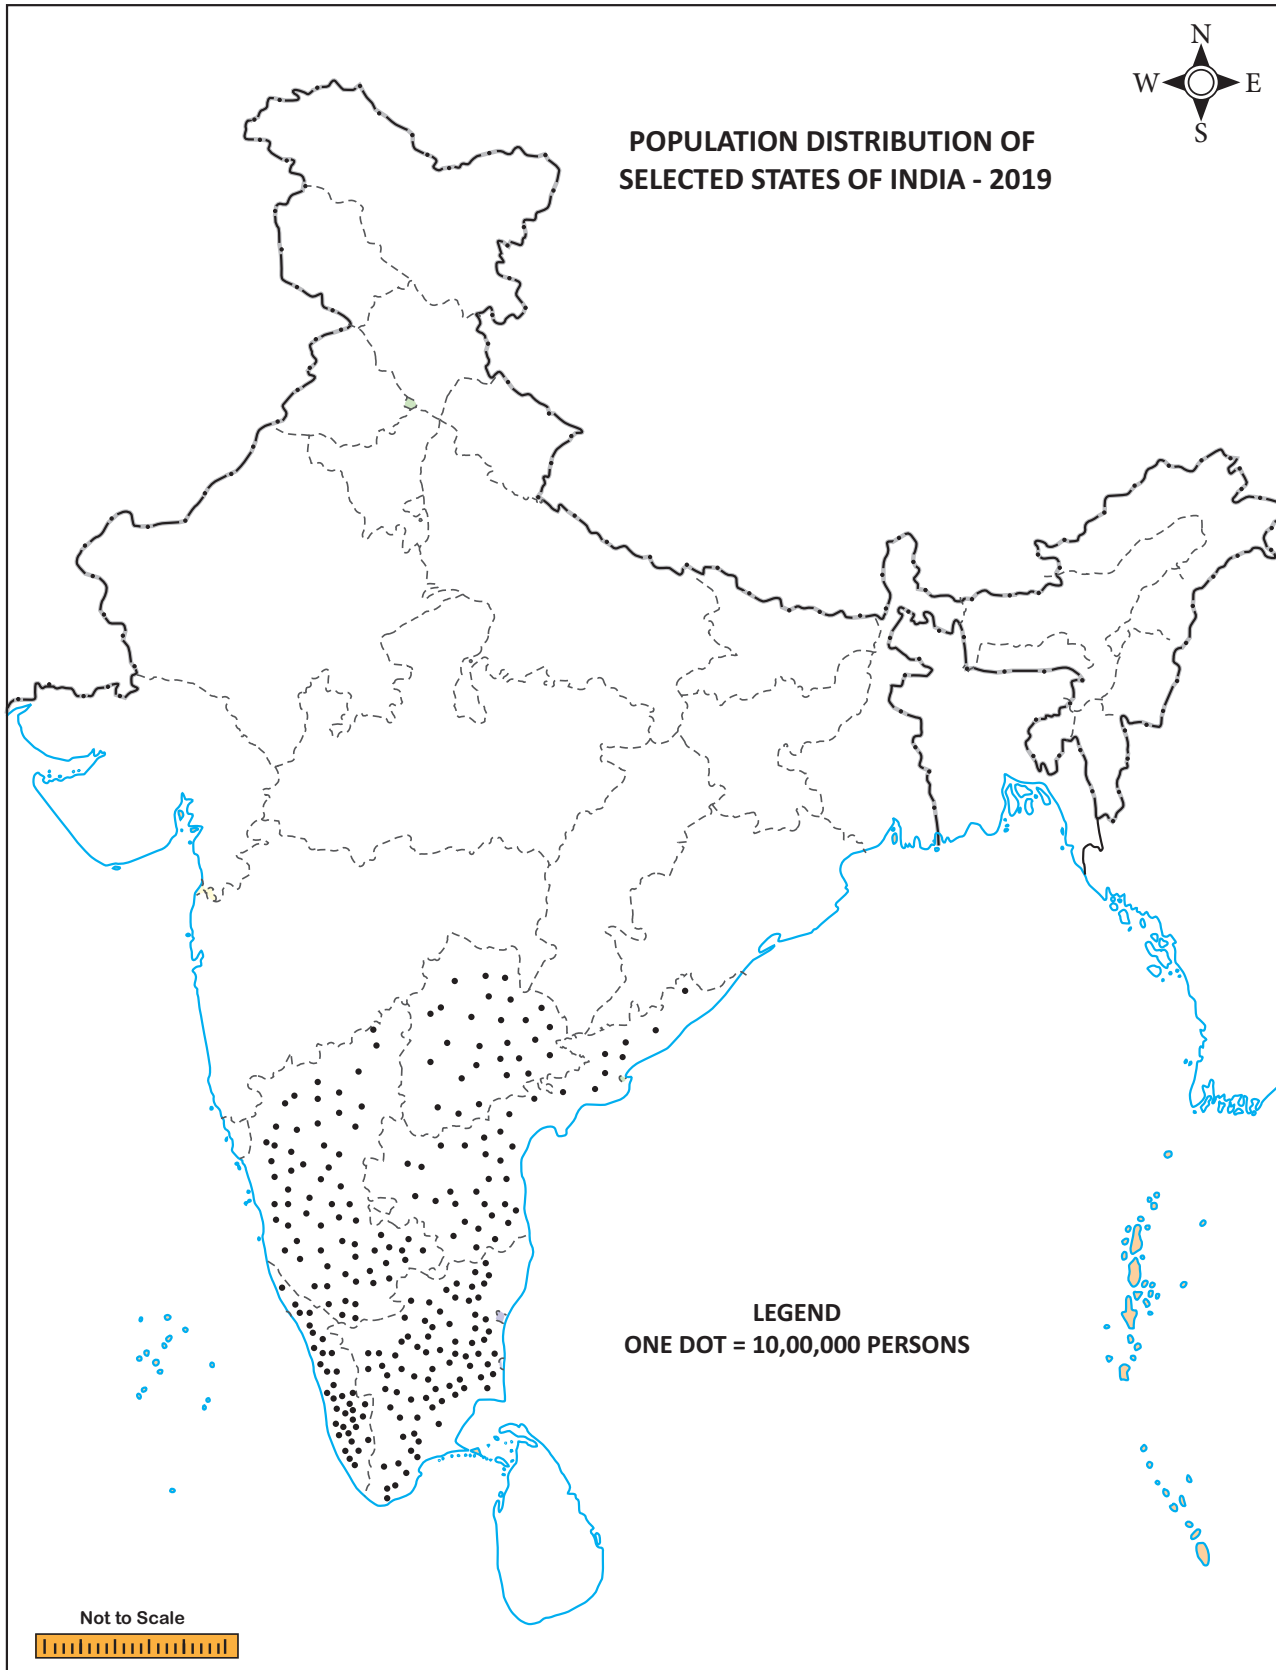 N
W E
S
POPULATION DISTRIBUTION OF
SELECTED STATES OF INDIA - 2019
LEGEND
ONE DOT = 10,00,000 PERSONS
Not to Scale